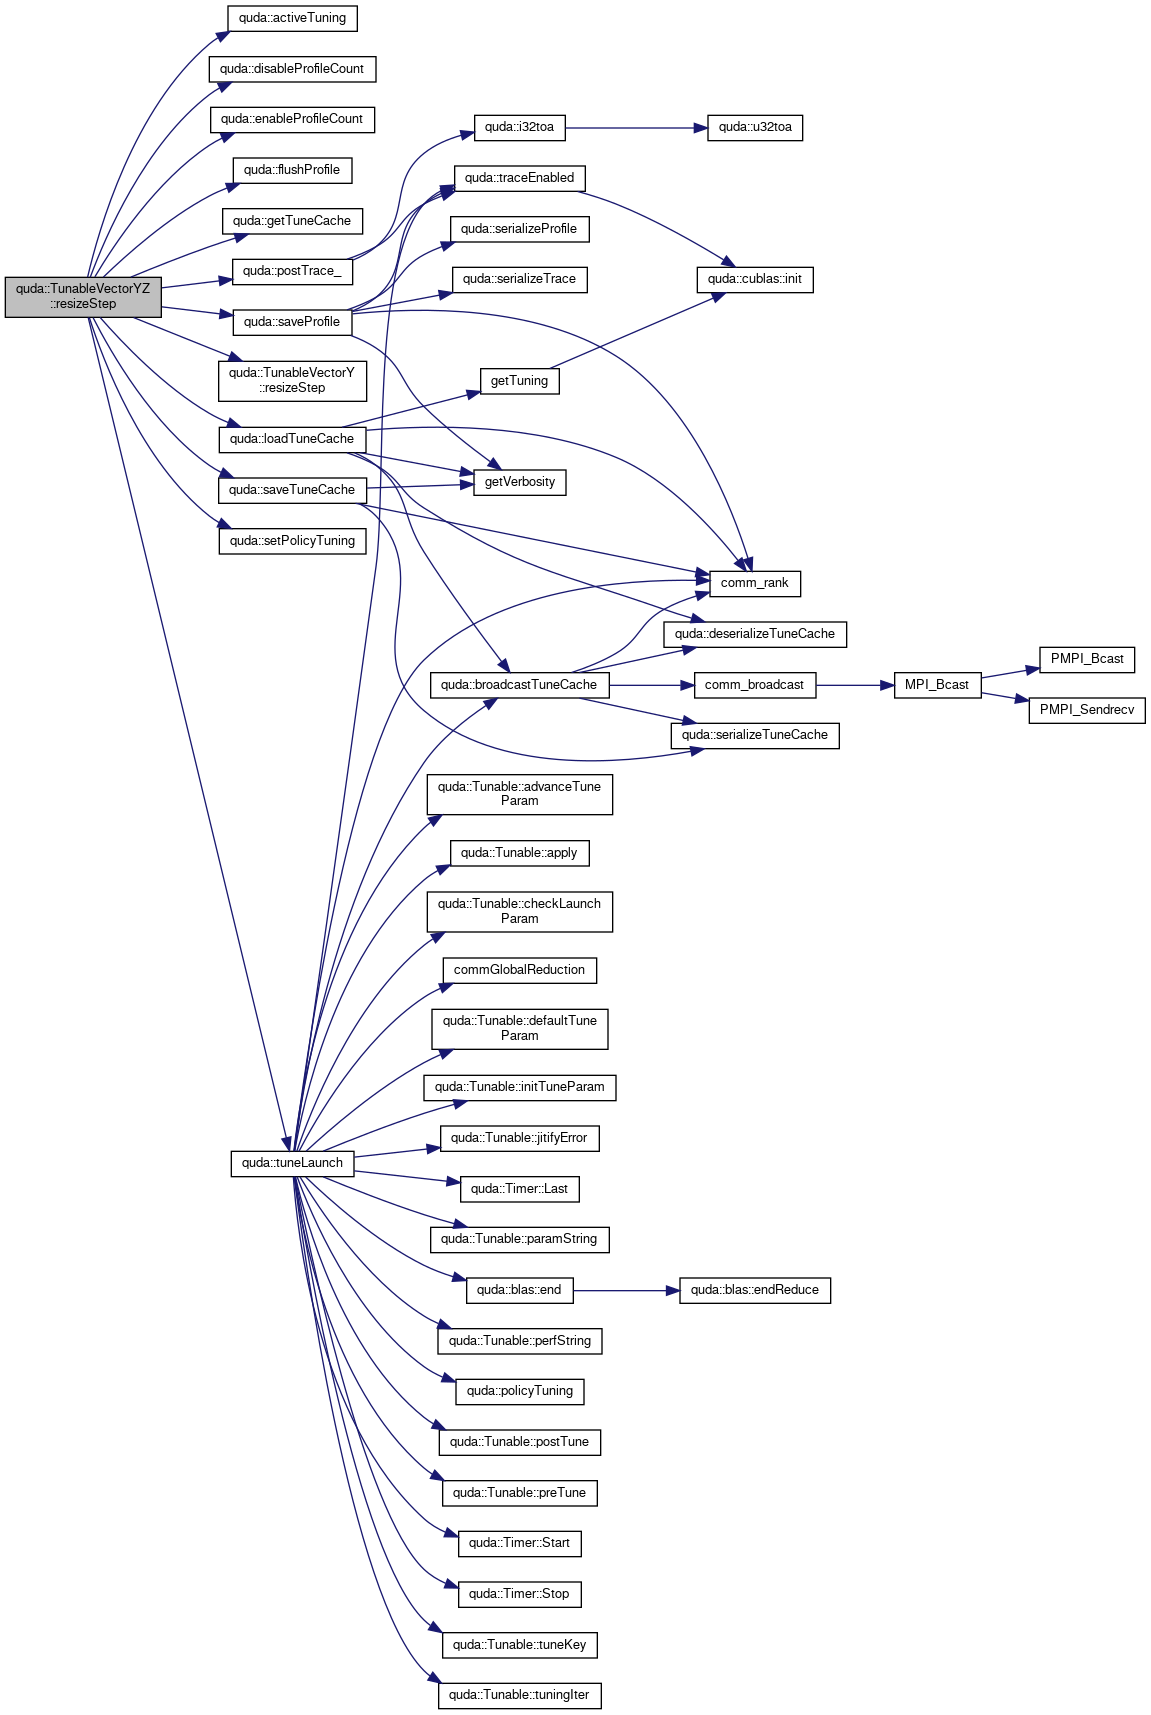 quda::activeTuning
quda::disableProfileCount
quda::enableProfileCount
quda::flushProfile
quda::getTuneCache
quda::postTrace_
quda::TunableVectorYZ
::resizeStep
quda::saveProfile
quda::TunableVectorY
::resizeStep
quda::loadTuneCache
quda::saveTuneCache
quda::setPolicyTuning
quda::tuneLaunch
quda::i32toa
quda::u32toa
quda::traceEnabled
quda::serializeProfile
quda::serializeTrace
quda::cublas::init
getTuning
getVerbosity
comm_rank
quda::deserializeTuneCache
quda::broadcastTuneCache
comm_broadcast
MPI_Bcast
PMPI_Bcast
PMPI_Sendrecv
quda::serializeTuneCache
quda::Tunable::advanceTune
Param
quda::Tunable::apply
quda::Tunable::checkLaunch
Param
commGlobalReduction
quda::Tunable::defaultTune
Param
quda::Tunable::initTuneParam
quda::Tunable::jitifyError
quda::Timer::Last
quda::Tunable::paramString
quda::blas::end
quda::blas::endReduce
quda::Tunable::perfString
quda::policyTuning
quda::Tunable::postTune
quda::Tunable::preTune
quda::Timer::Start
quda::Timer::Stop
quda::Tunable::tuneKey
quda::Tunable::tuningIter